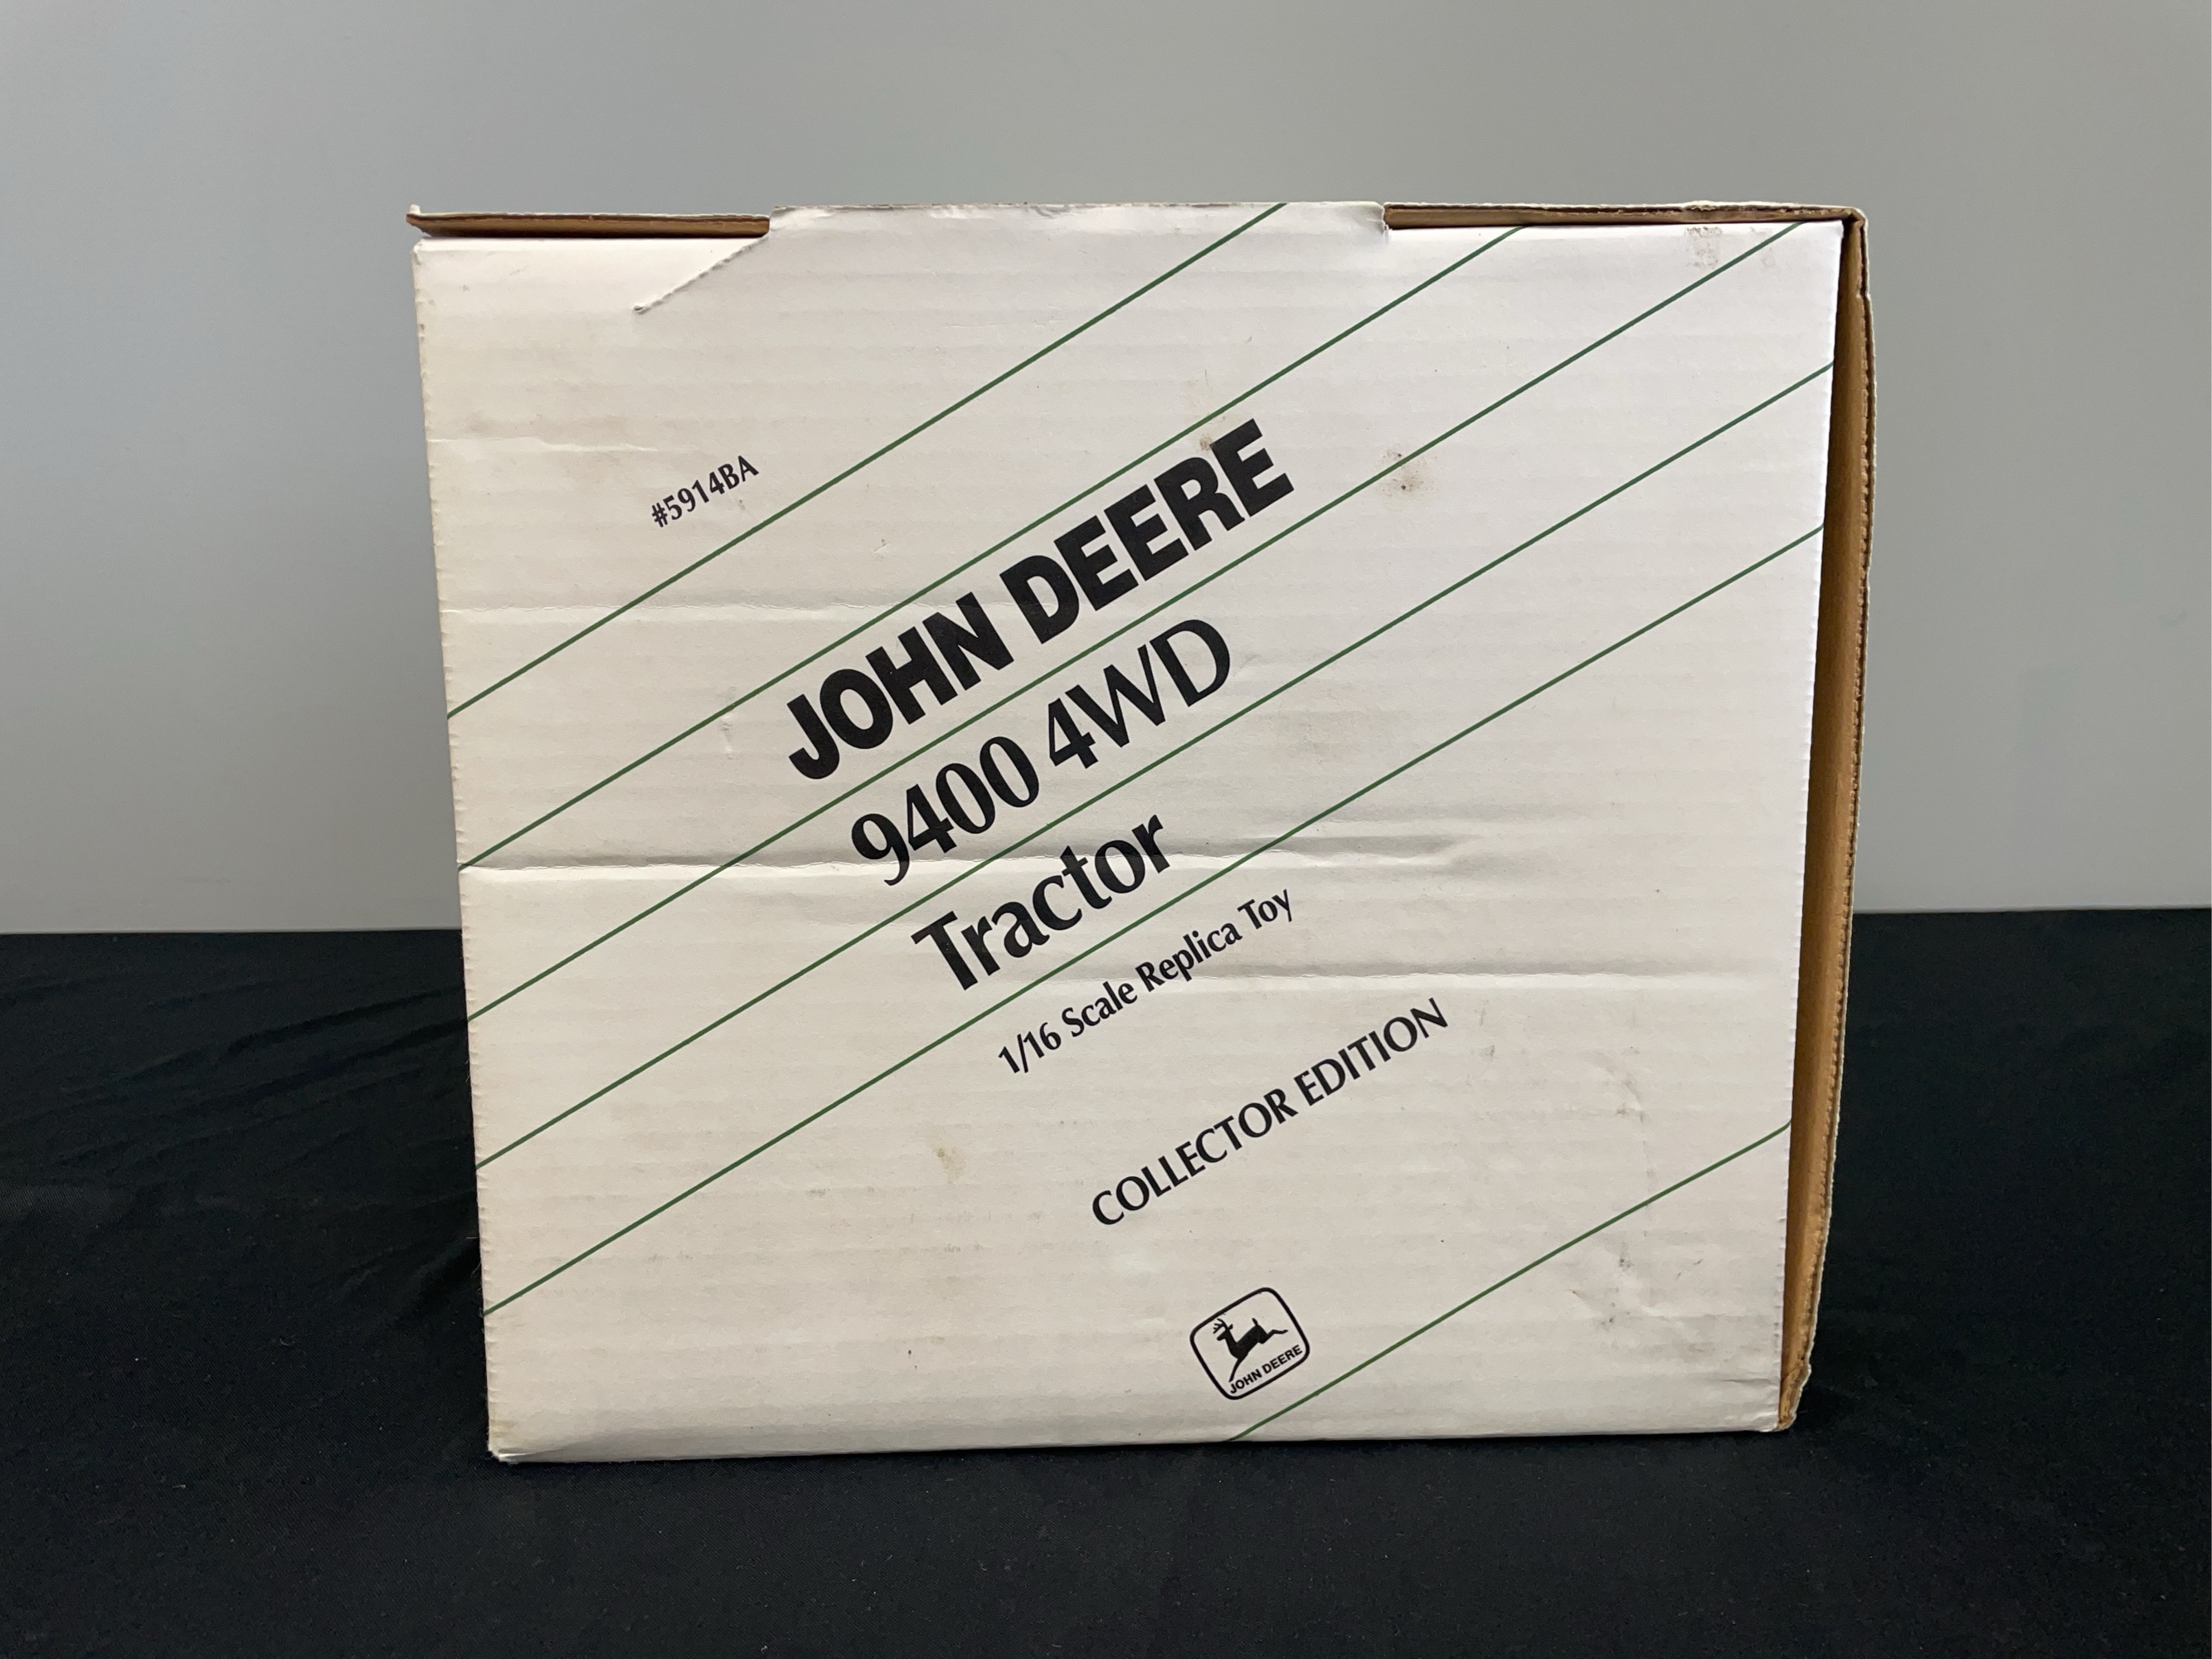 #5914BA
JOHN DEERE
9400 4WD
Tractor
1/16 Scale Replica Toy
COLLECTOR EDITION
JOHN DEERE